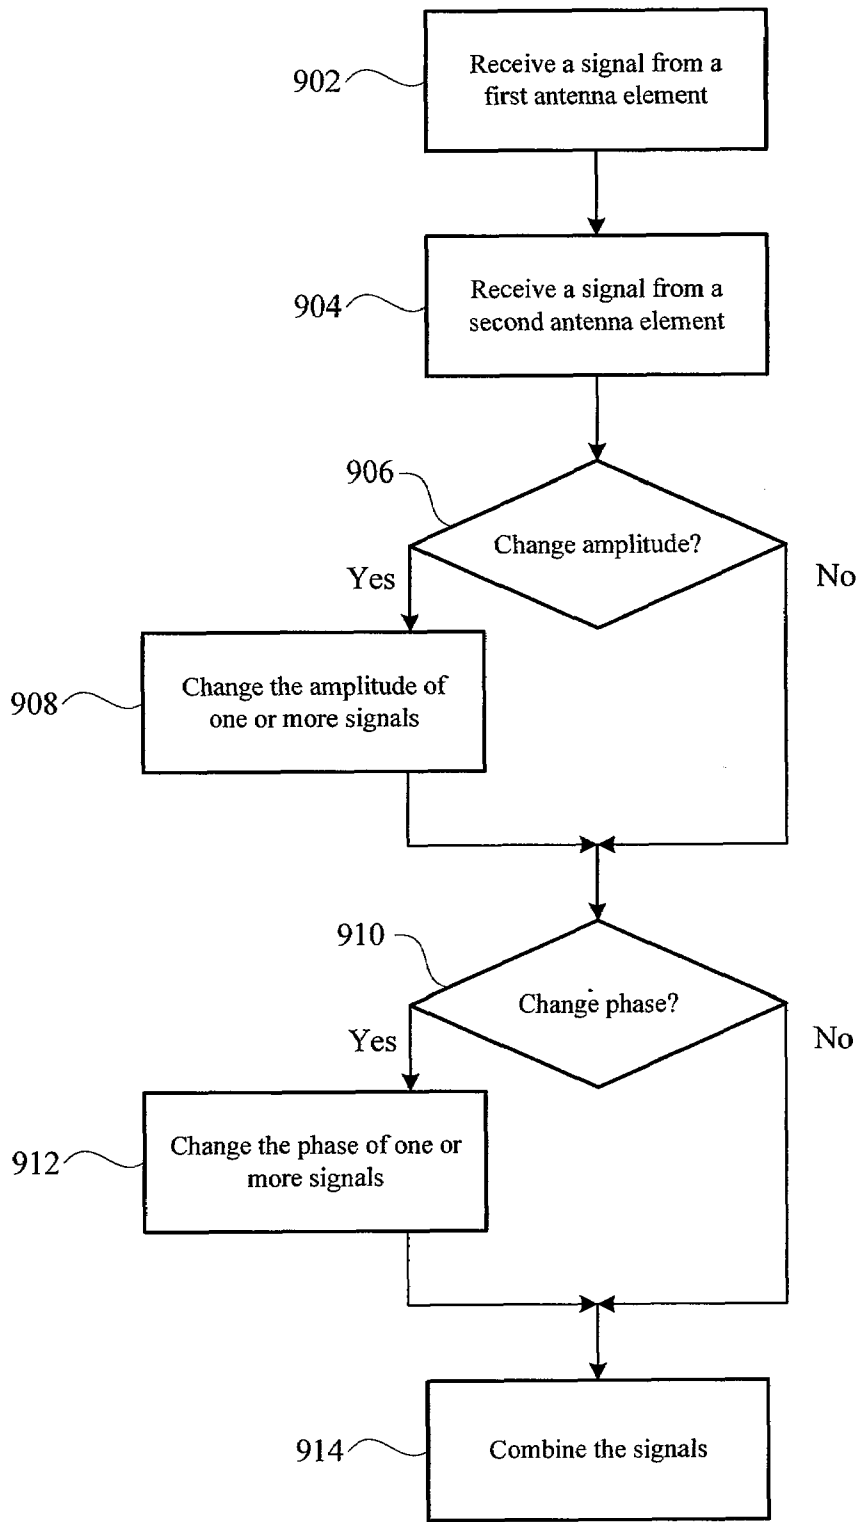 902
Receive a signal from a
first antenna element
904
Receive a signal from a
second antenna element
906
Change amplitude?
Yes
No
908
Change the amplitude of
one or more signals
910
Change phase?
Yes
No
912
Change the phase of one or
more signals
914
Combine the signals